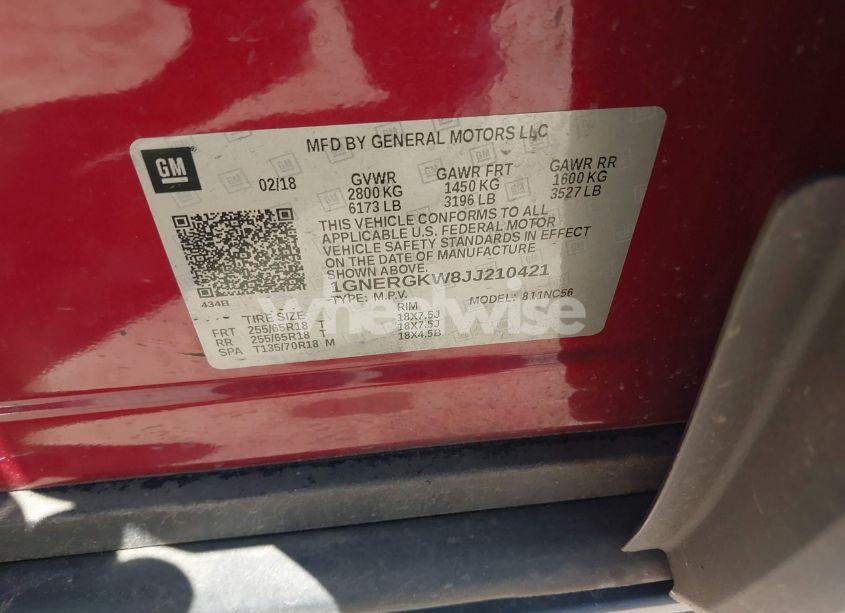 MFD BY GENERAL MOTORS LLC
GM
02/18 GVWR GAWR FRT GAWR RR
2800 KG 1450 KG 1600 KG
6173 LB 3196 LB 3527 LB
THIS VEHICLE CONFORMS TO ALL
APPLICABLE U.S. FEDERAL MOTOR
VEHICLE SAFETY STANDARDS IN EFFECT
ON THE DATE OF MANUFACTURE
SHOWN ABOVE.
434B 1GNERGKW8JJ210421
TYPE: M.P.V. MODEL: 811NC56
TIRE SIZE RIM
FRT 255/65R18 T 18X7.5J
RR 255/65R18 T 18X7.5J
SPA T135/70R18 M 18X4.5B
wheelwise